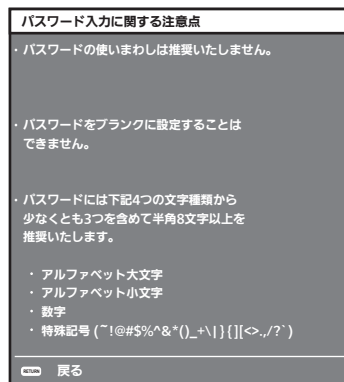 パスワード入力に関する注意点
・パスワードの使いまわしは推奨いたしません。
・パスワードをブランクに設定することは
できません。
・パスワードには下記4つの文字種類から
少なくとも3つを含めて半角8文字以上を
推奨いたします。
・ アルファベット大文字
・ アルファベット小文字
・ 数字
・ 特殊記号 (~!@#$%^&*()_+\|}{][<>.,/?`)
RETURN 戻る